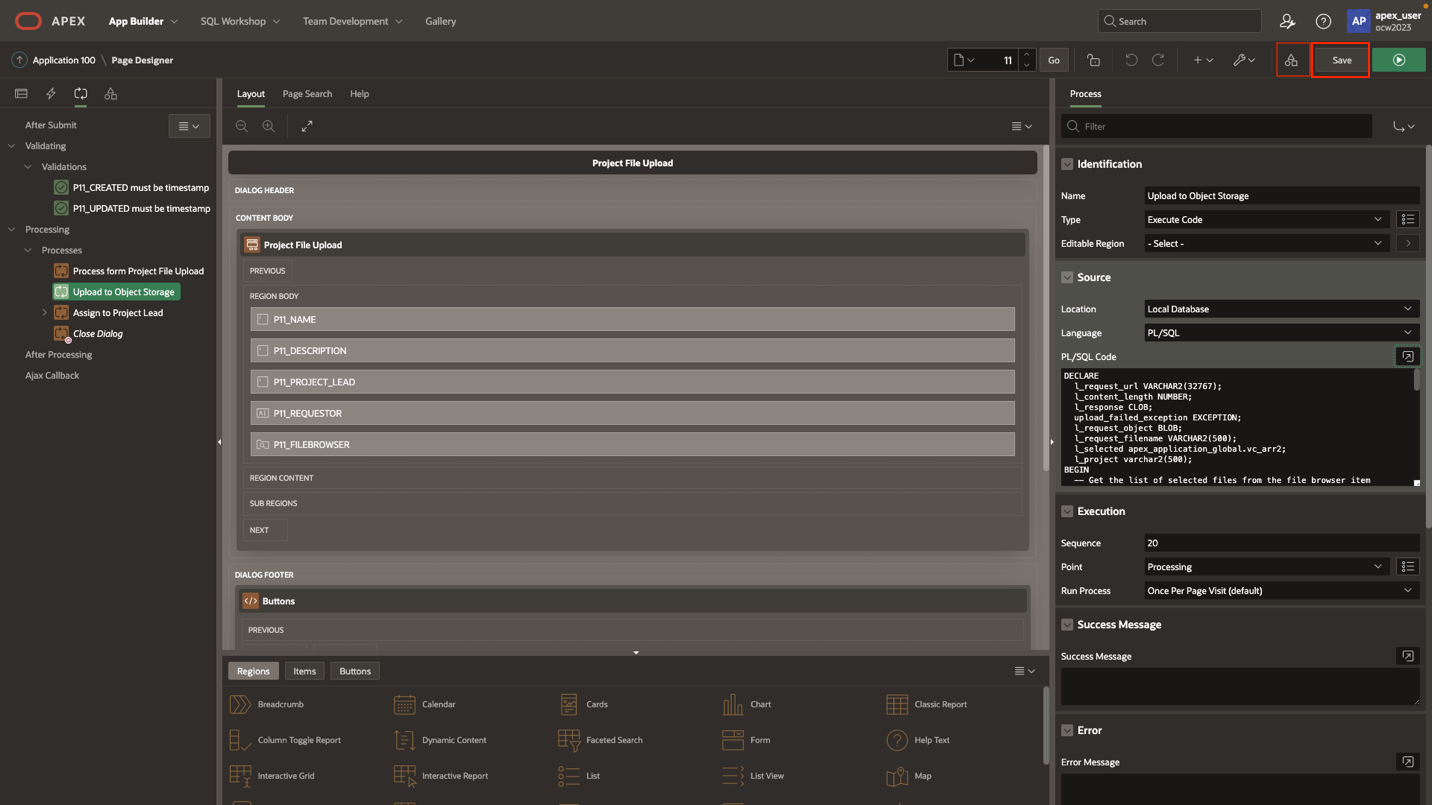 APEX
App Builder
SQL Workshop
Team Development
Gallery
Search
AP
apex_user
ocw2023
Application 100 \ Page Designer
11
Go
Save
After Submit
Validating
Validations
P11_CREATED must be timestamp
P11_UPDATED must be timestamp
Processing
Processes
Process form Project File Upload
Upload to Object Storage
Assign to Project Lead
Close Dialog
After Processing
Ajax Callback
Layout
Page Search
Help
Project File Upload
DIALOG HEADER
CONTENT BODY
Project File Upload
PREVIOUS
REGION BODY
P11_NAME
P11_DESCRIPTION
P11_PROJECT_LEAD
P11_REQUESTOR
P11_FILEBROWSER
REGION CONTENT
SUB REGIONS
NEXT
DIALOG FOOTER
Buttons
PREVIOUS
Regions
Items
Buttons
Breadcrumb
Calendar
Cards
Chart
Classic Report
Column Toggle Report
Dynamic Content
Faceted Search
Form
Help Text
Interactive Grid
Interactive Report
List
List View
Map
Process
Filter
Identification
Name
Upload to Object Storage
Type
Execute Code
Editable Region
- Select -
Source
Location
Local Database
Language
PL/SQL
PL/SQL Code
DECLARE
l_request_url VARCHAR2(32767);
l_content_length NUMBER;
l_response CLOB;
upload_failed_exception EXCEPTION;
l_request_object BLOB;
l_request_filename VARCHAR2(500);
l_selected apex_application_global.vc_arr2;
l_project varchar2(500);
BEGIN
-- Get the list of selected files from the file browser item
Execution
Sequence
20
Point
Processing
Run Process
Once Per Page Visit (default)
Success Message
Success Message
Error
Error Message